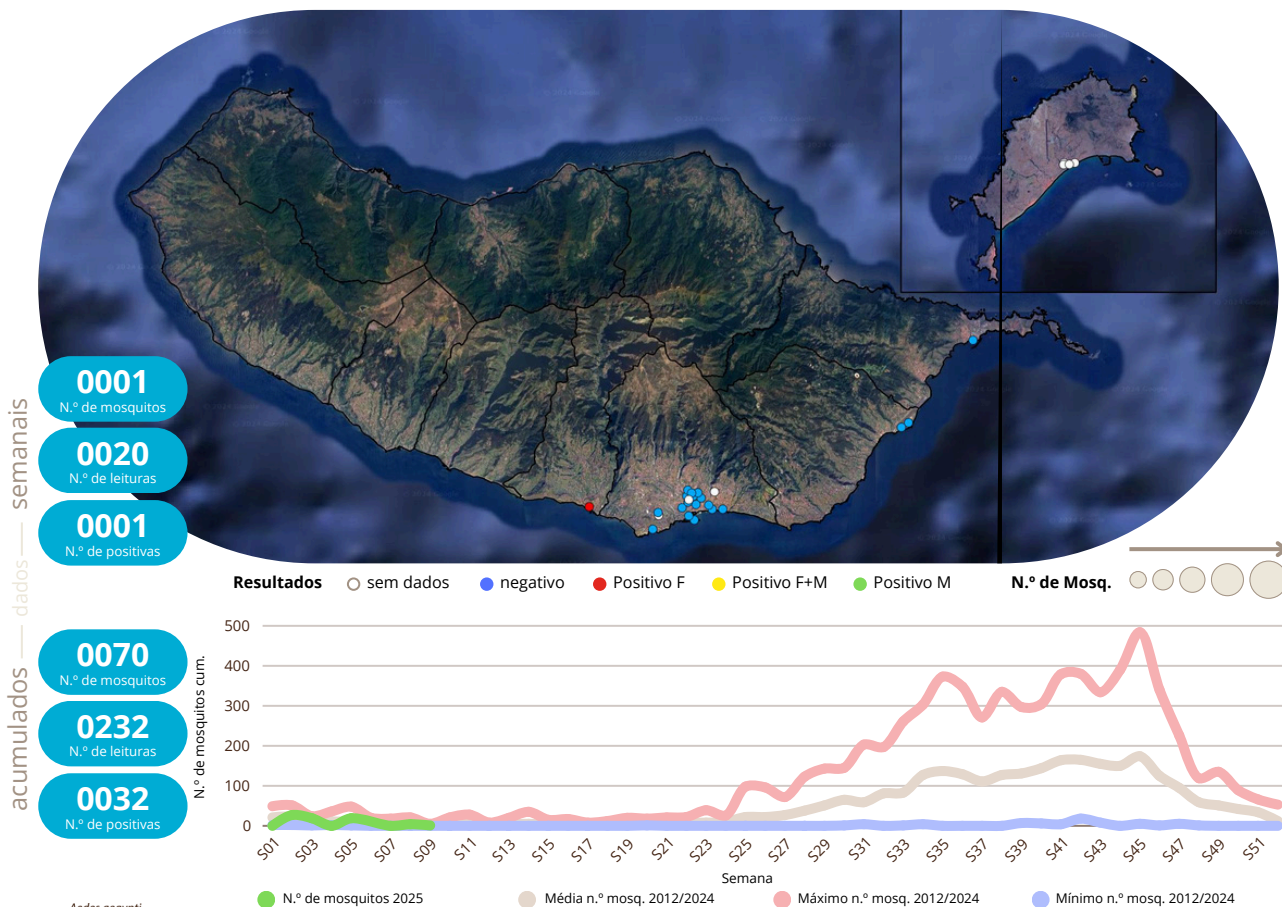 semanais
dados
acumulados
0001
N.º de mosquitos
0020
N.º de leituras
0001
N.º de positivas
Resultados
sem dados
negativo
Positivo F
Positivo F+M
Positivo M
N.º de Mosq.
0070
N.º de mosquitos
0232
N.º de leituras
0032
N.º de positivas
N.º de mosquitos cum.
500
400
300
200
100
0
S01
S03
S05
S07
S09
S11
S13
S15
S17
S19
S21
S23
S25
S27
S29
S31
S33
S35
S37
S39
S41
S43
S45
S47
S49
S51
Semana
N.º de mosquitos 2025
Média n.º mosq. 2012/2024
Máximo n.º mosq. 2012/2024
Mínimo n.º mosq. 2012/2024